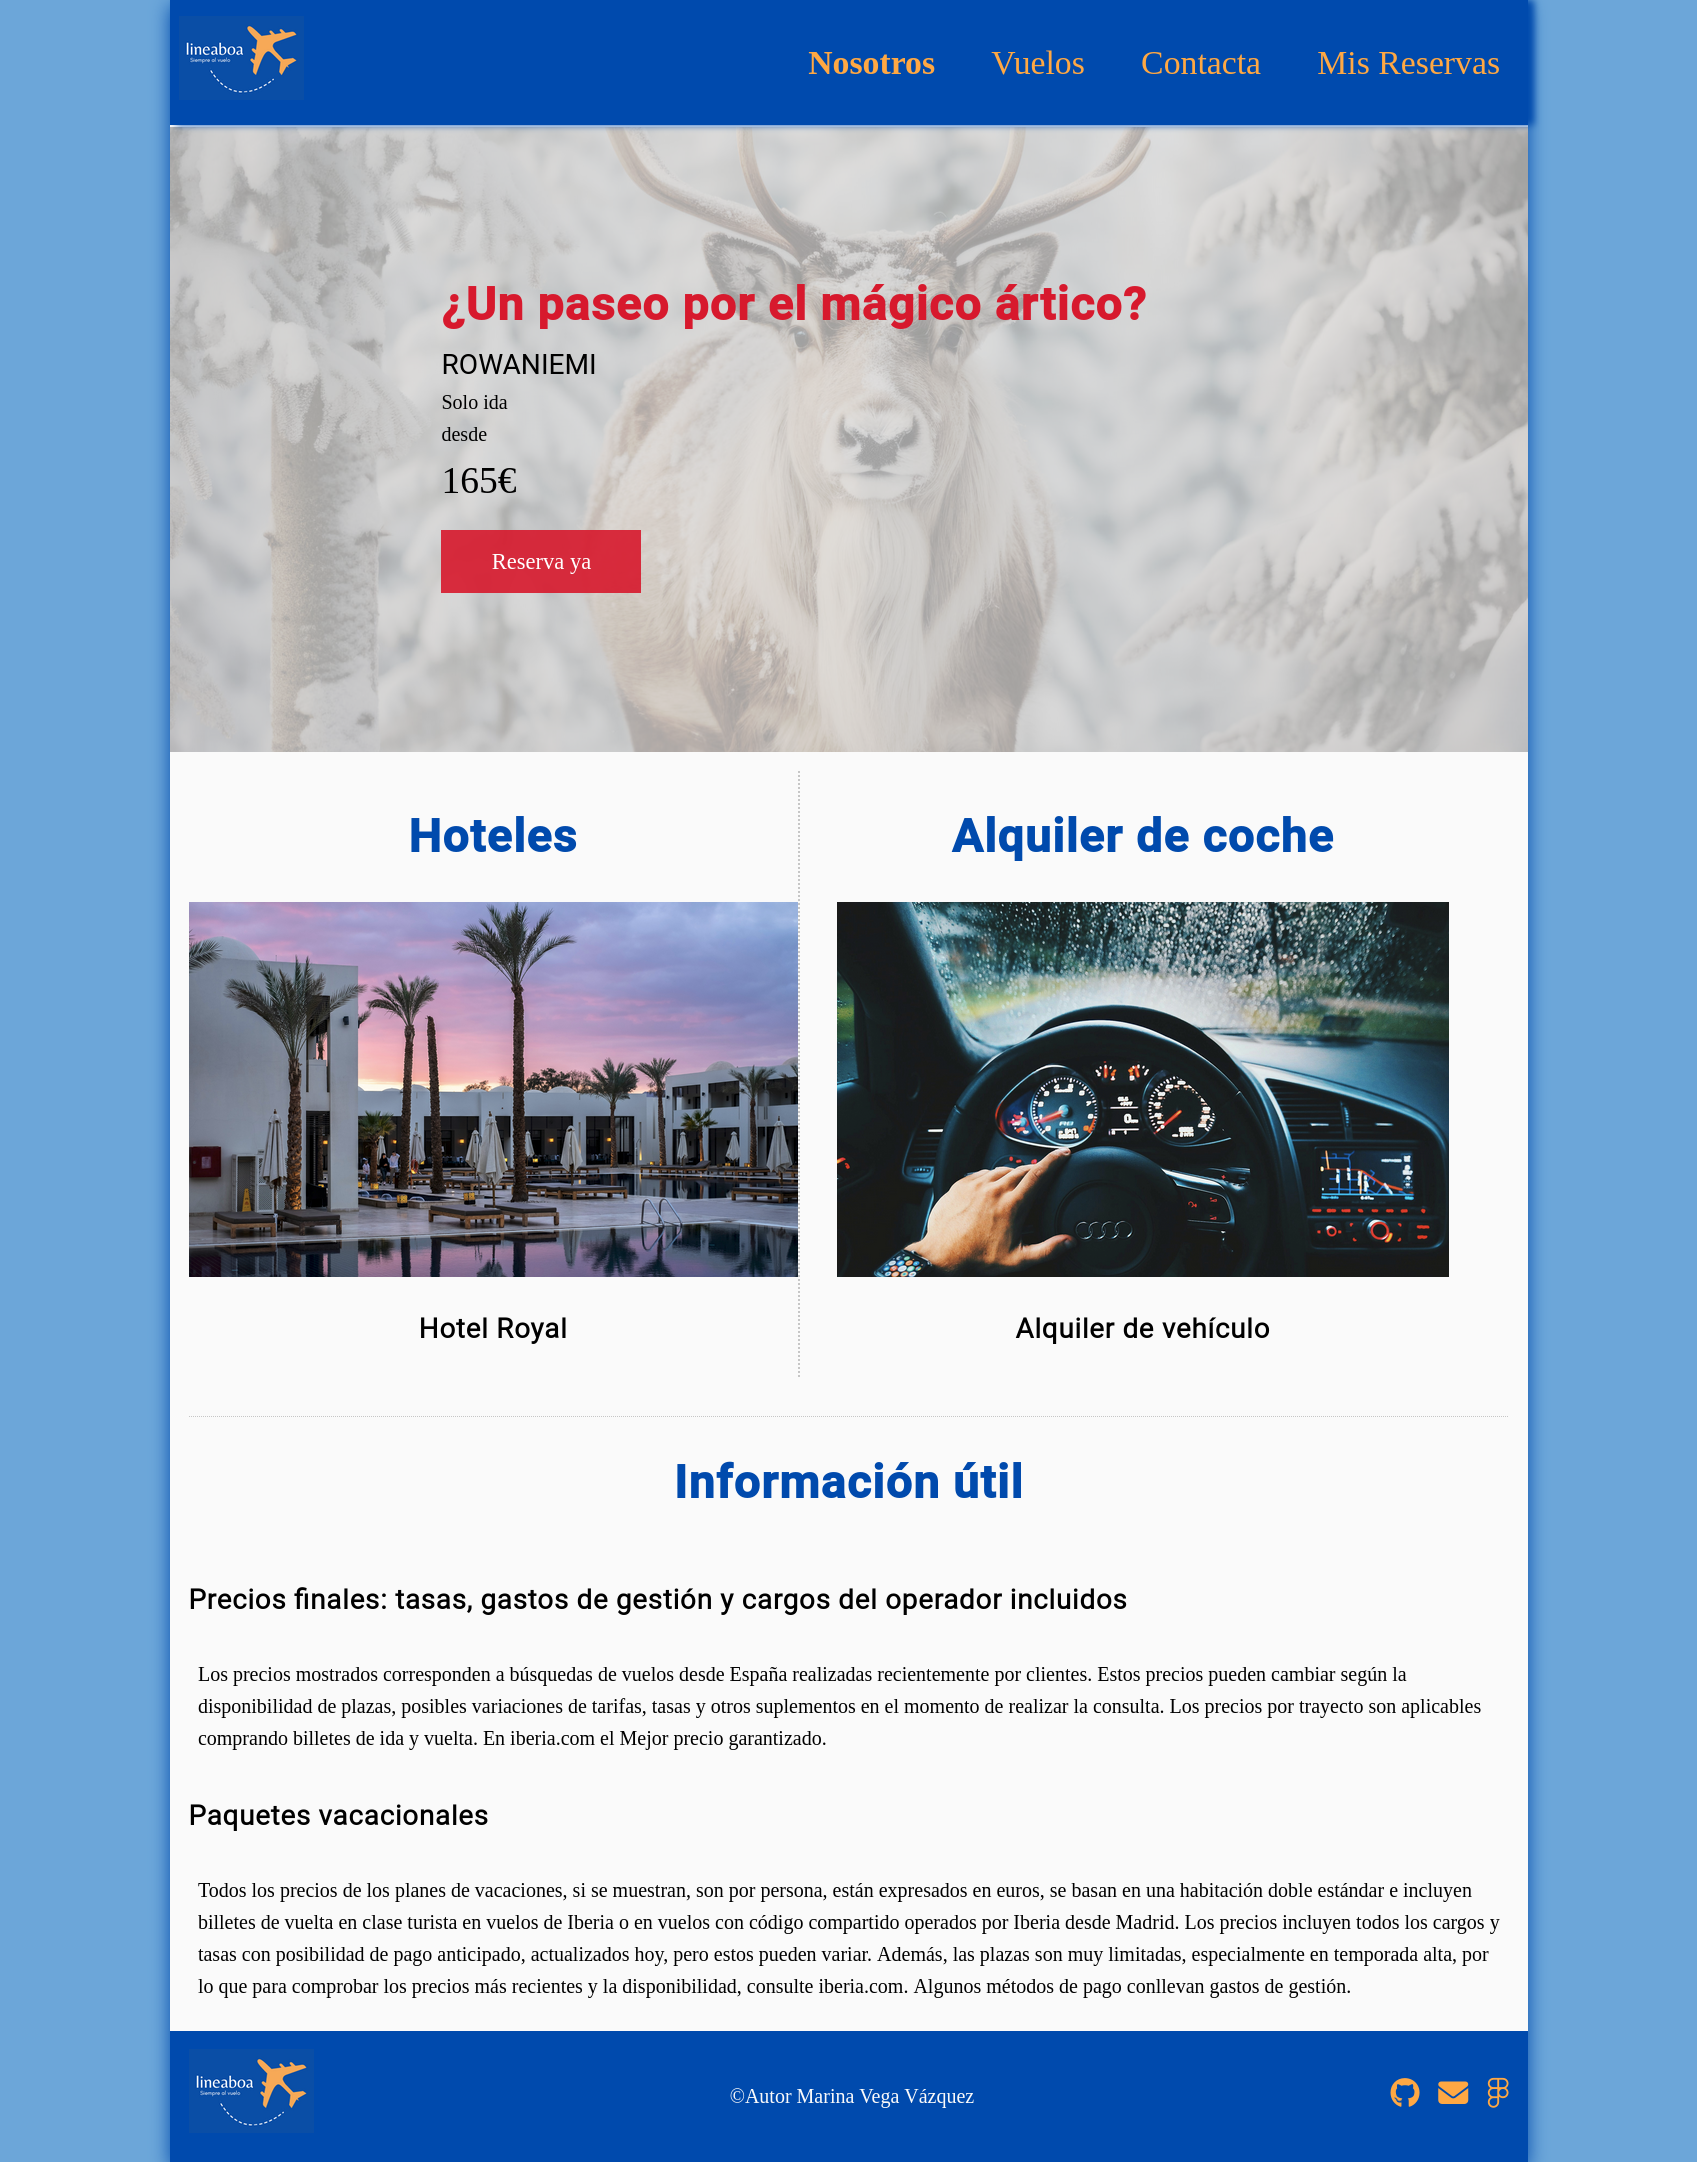 lineaboa
Siempre al vuelo
Nosotros
Vuelos
Contacta
Mis Reservas
¿Un paseo por el mágico ártico?
ROWANIEMI
Solo ida
desde
165€
Reserva ya
Hoteles
Alquiler de coche
Hotel Royal
Alquiler de vehículo
Información útil
Precios finales: tasas, gastos de gestión y cargos del operador incluidos
Los precios mostrados corresponden a búsquedas de vuelos desde España realizadas recientemente por clientes. Estos precios pueden cambiar según la
disponibilidad de plazas, posibles variaciones de tarifas, tasas y otros suplementos en el momento de realizar la consulta. Los precios por trayecto son aplicables
comprando billetes de ida y vuelta. En iberia.com el Mejor precio garantizado.
Paquetes vacacionales
Todos los precios de los planes de vacaciones, si se muestran, son por persona, están expresados en euros, se basan en una habitación doble estándar e incluyen
billetes de vuelta en clase turista en vuelos de Iberia o en vuelos con código compartido operados por Iberia desde Madrid. Los precios incluyen todos los cargos y
tasas con posibilidad de pago anticipado, actualizados hoy, pero estos pueden variar. Además, las plazas son muy limitadas, especialmente en temporada alta, por
lo que para comprobar los precios más recientes y la disponibilidad, consulte iberia.com. Algunos métodos de pago conllevan gastos de gestión.
lineaboa
Siempre al vuelo
©Autor Marina Vega Vázquez